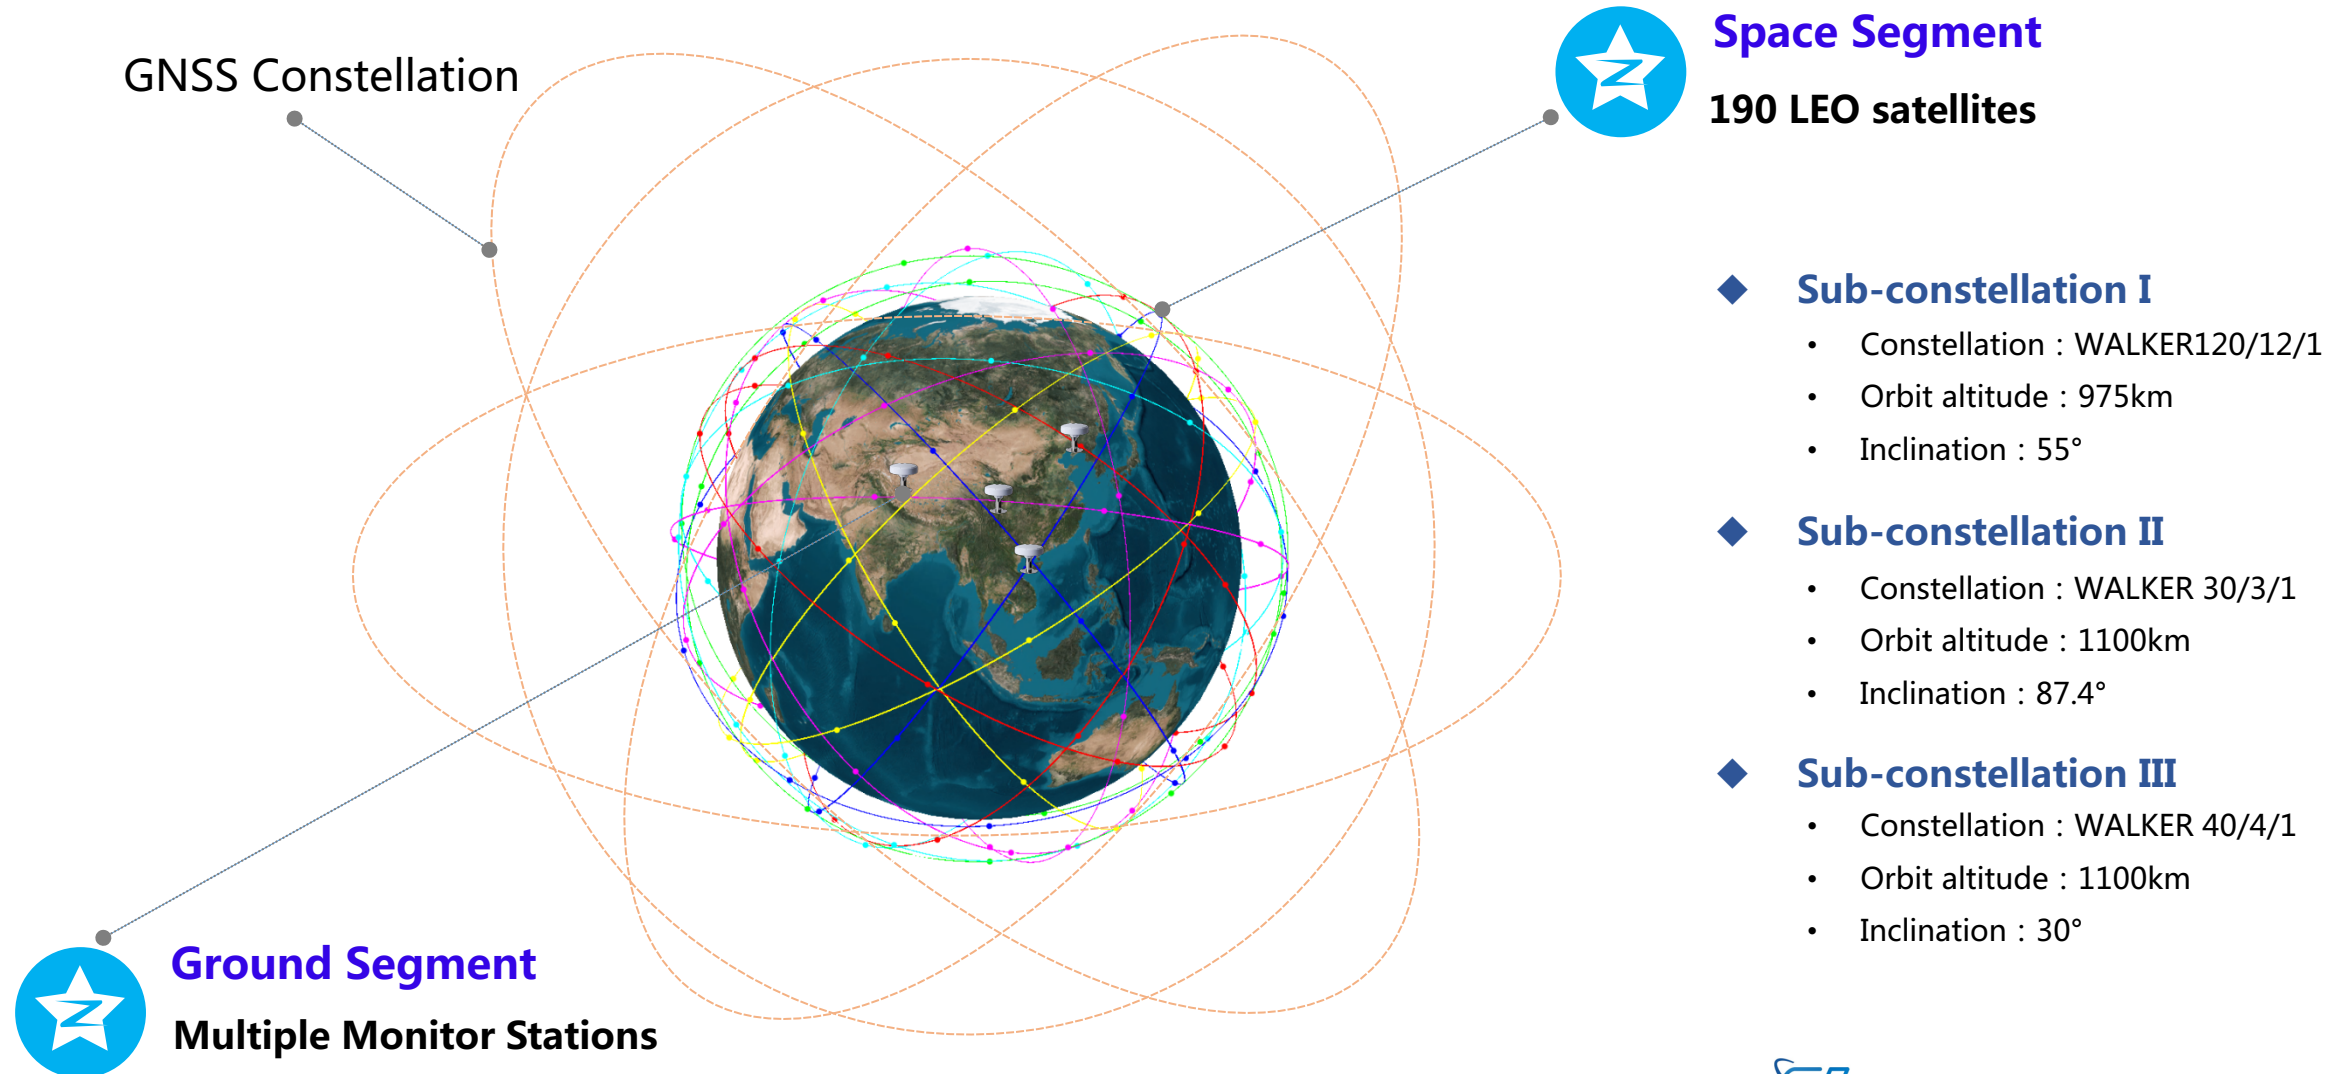 GNSS Constellation
Space Segment
190 LEO satellites
◆ Sub-constellation I
• Constellation：WALKER120/12/1
• Orbit altitude：975km
• Inclination：55°
◆ Sub-constellation II
• Constellation：WALKER 30/3/1
• Orbit altitude：1100km
• Inclination：87.4°
◆ Sub-constellation III
• Constellation：WALKER 40/4/1
• Orbit altitude：1100km
• Inclination：30°
Ground Segment
Multiple Monitor Stations